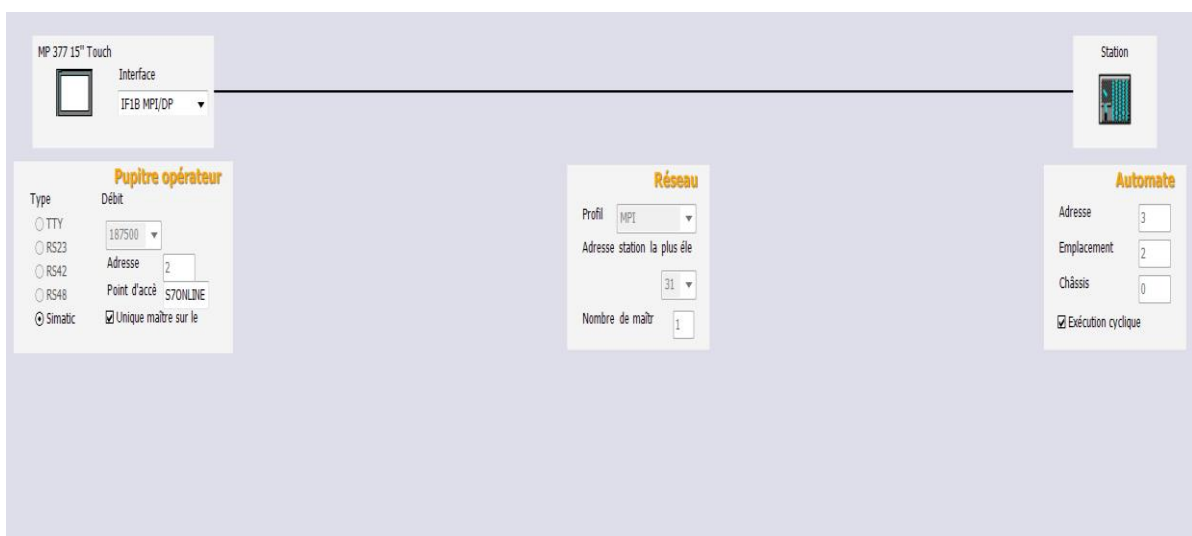 MP 377 15" Touch
Interface
IF1B MPI/DP
Station
Pupitre opérateur
Type
Débit
TTY
187500
RS23
Adresse
2
RS42
Point d'accè
S7ONLINE
RS48
Simatic
Unique maître sur le
Réseau
Profil
MPI
Adresse station la plus éle
31
Nombre de maîtr
1
Automate
Adresse
3
Emplacement
2
Châssis
0
Exécution cyclique